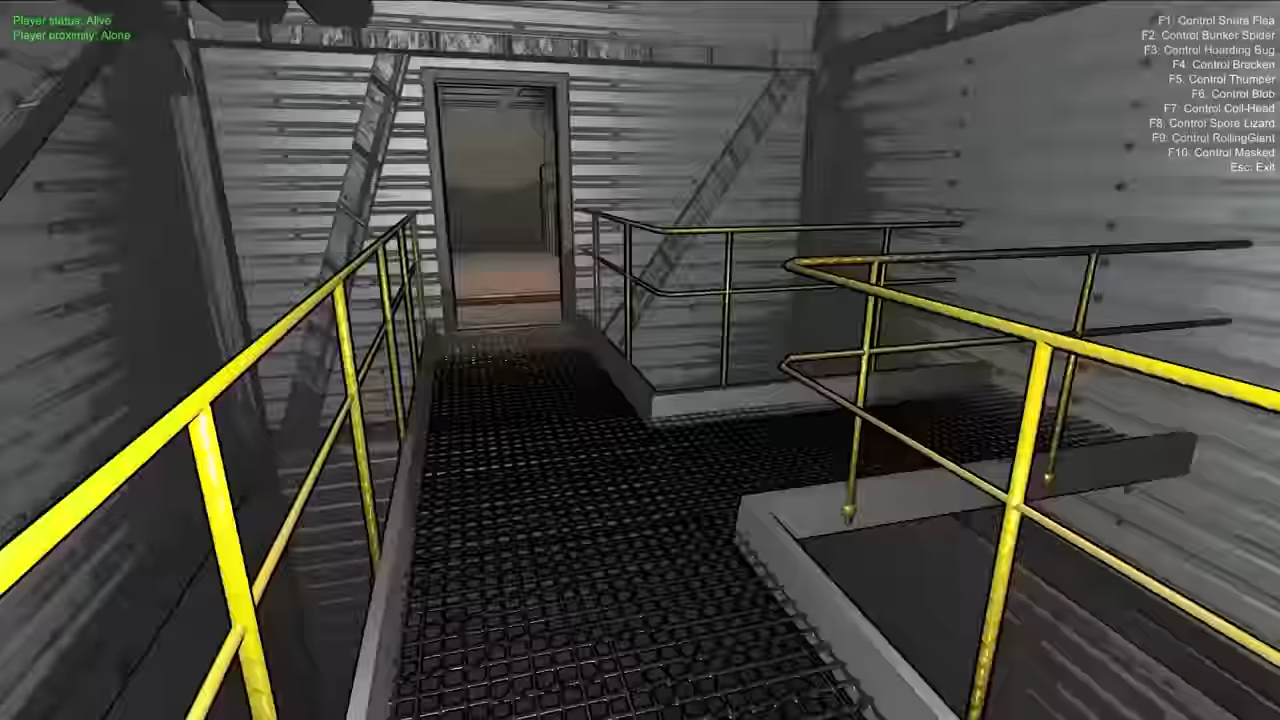 Player status: Alive
Player proximity: Alone
F1: Control Snare Flea
F2: Control Bunker Spider
F3: Control Hoarding Bug
F4: Control Bracken
F5: Control Thumper
F6: Control Blob
F7: Control Coil-Head
F8: Control Spore Lizard
F9: Control RollingGiant
F10: Control Masked
Esc: Exit